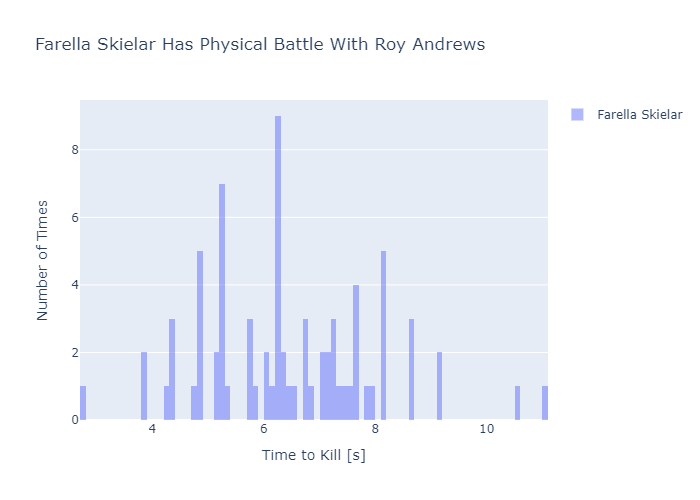 Farella Skielar Has Physical Battle With Roy Andrews
Farella Skielar
Number of Times
8
6
4
2
0
4
6
8
10
Time to Kill [s]